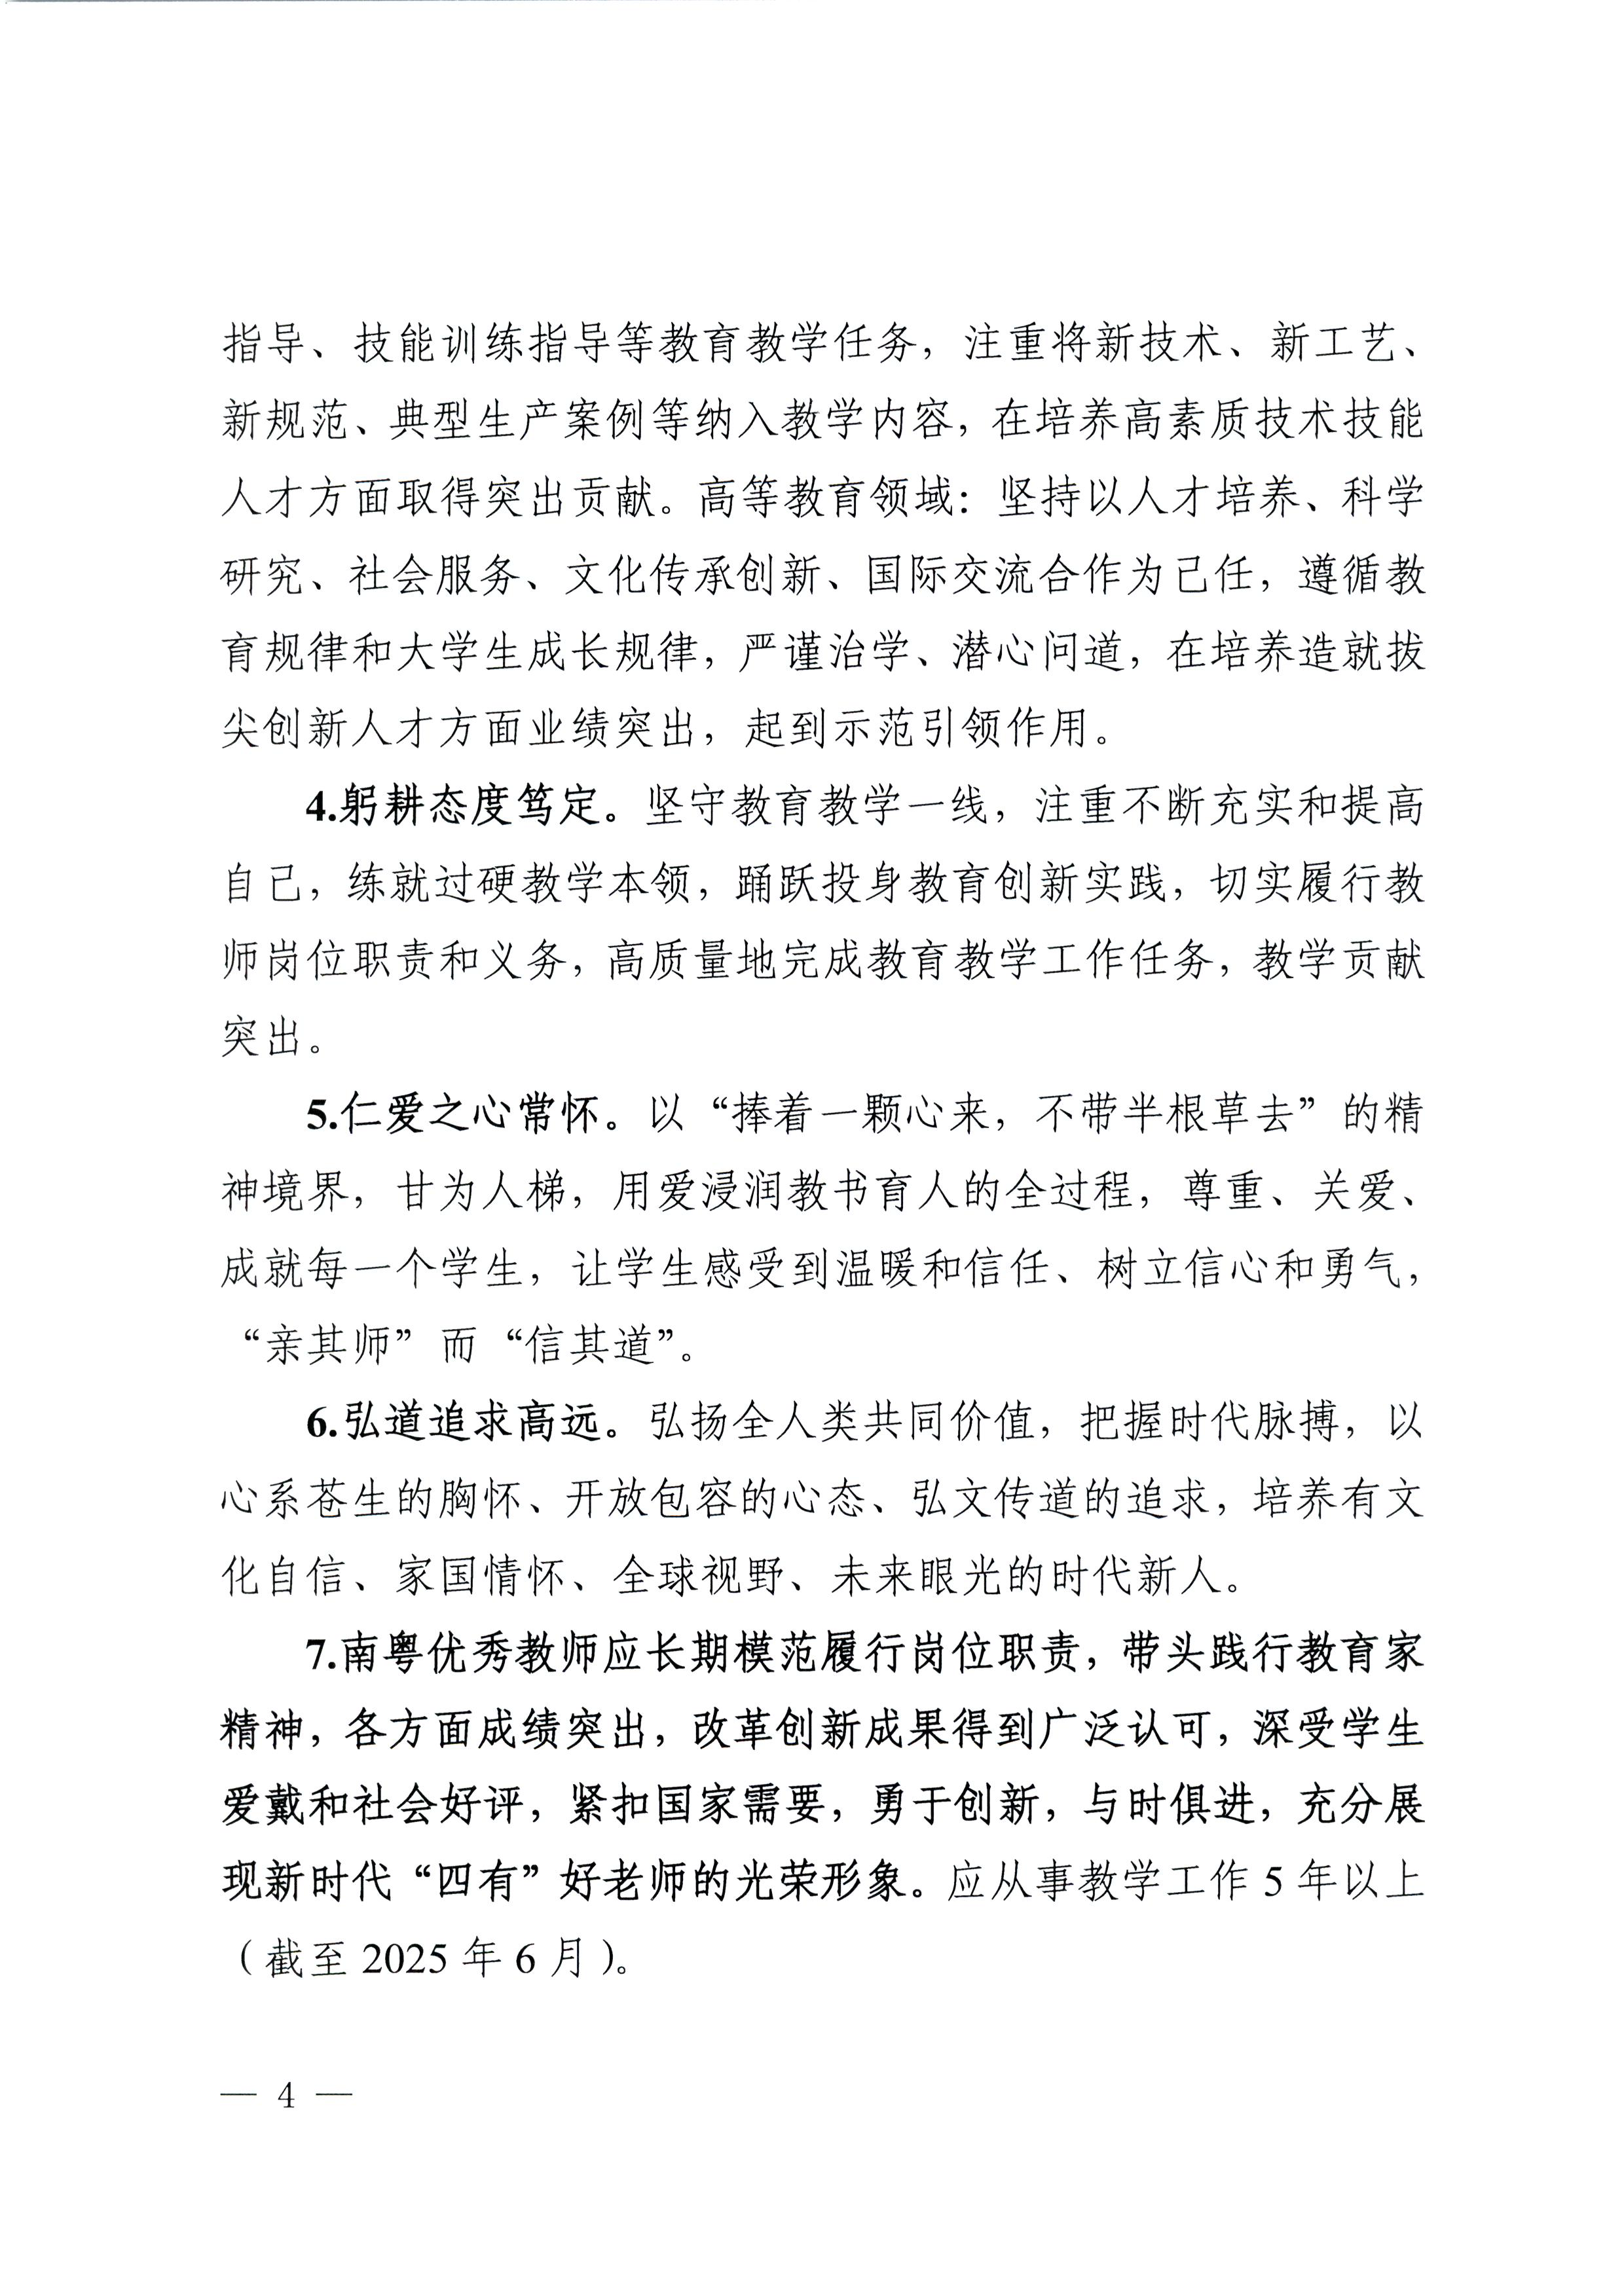 指导、技能训练指导等教育教学任务，注重将新技术、新工艺、
新规范、典型生产案例等纳入教学内容，在培养高素质技术技能
人才方面取得突出贡献。高等教育领域：坚持以人才培养、科学
研究、社会服务、文化传承创新、国际交流合作为己任，遵循教
育规律和大学生成长规律，严谨治学、潜心问道，在培养造就拔
尖创新人才方面业绩突出，起到示范引领作用。
4.躬耕态度笃定。坚守教育教学一线，注重不断充实和提高
自己，练就过硬教学本领，踊跃投身教育创新实践，切实履行教
师岗位职责和义务，高质量地完成教育教学工作任务，教学贡献
突出。
5.仁爱之心常怀。以“捧着一颗心来，不带半根草去”的精
神境界，甘为人梯，用爱浸润教书育人的全过程，尊重、关爱、
成就每一个学生，让学生感受到温暖和信任、树立信心和勇气，
“亲其师”而“信其道”。
6.弘道追求高远。弘扬全人类共同价值，把握时代脉搏，以
心系苍生的胸怀、开放包容的心态、弘文传道的追求，培养有文
化自信、家国情怀、全球视野、未来眼光的时代新人。
7.南粤优秀教师应长期模范履行岗位职责，带头践行教育家
精神，各方面成绩突出，改革创新成果得到广泛认可，深受学生
爱戴和社会好评，紧扣国家需要，勇于创新，与时俱进，充分展
现新时代“四有”好老师的光荣形象。应从事教学工作 5 年以上
（截至 2025 年 6 月）。
— 4 —